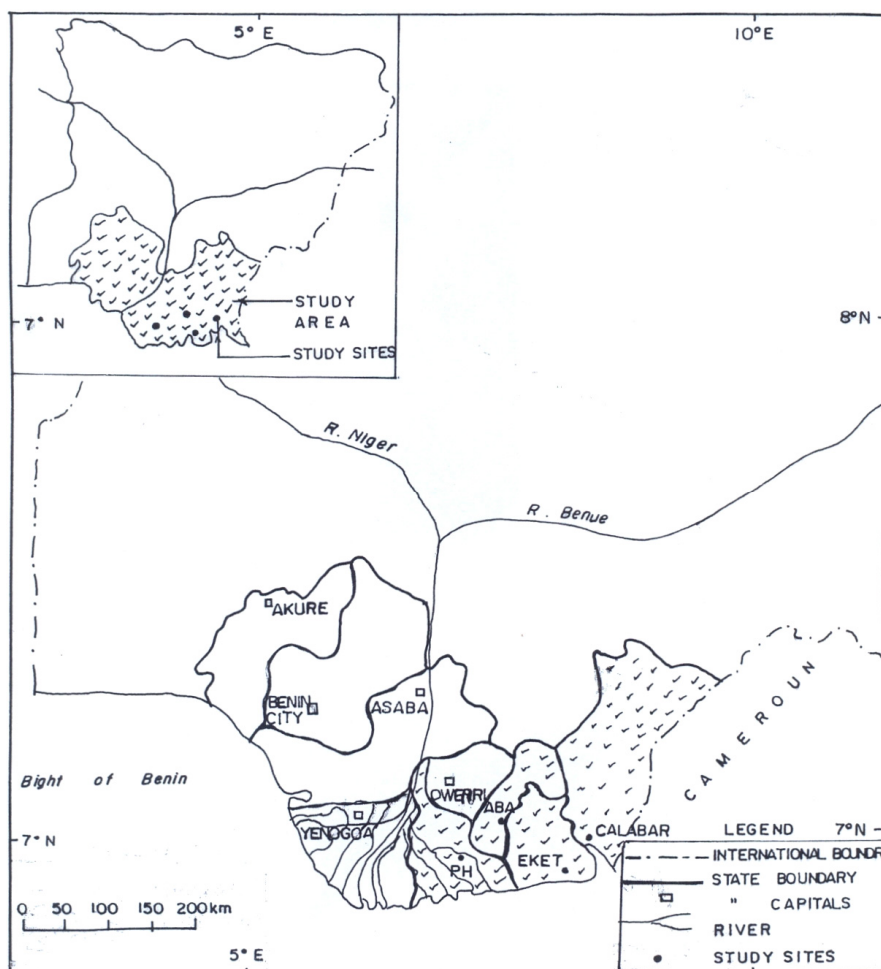 5° E
10° E
STUDY
AREA
7° N
8° N
STUDY SITES
R. Niger
R. Benue
AKURE
BENIN
CITY
ASABA
CAMEROUN
Bight of Benin
OWERRI
ABA
YENOGOA
CALABAR
7° N
LEGEND
7° N
PH
EKET
INTERNATIONAL BOUNDR
STATE BOUNDARY
" CAPITALS
RIVER
STUDY SITES
0 50 100 150 200km
5° E